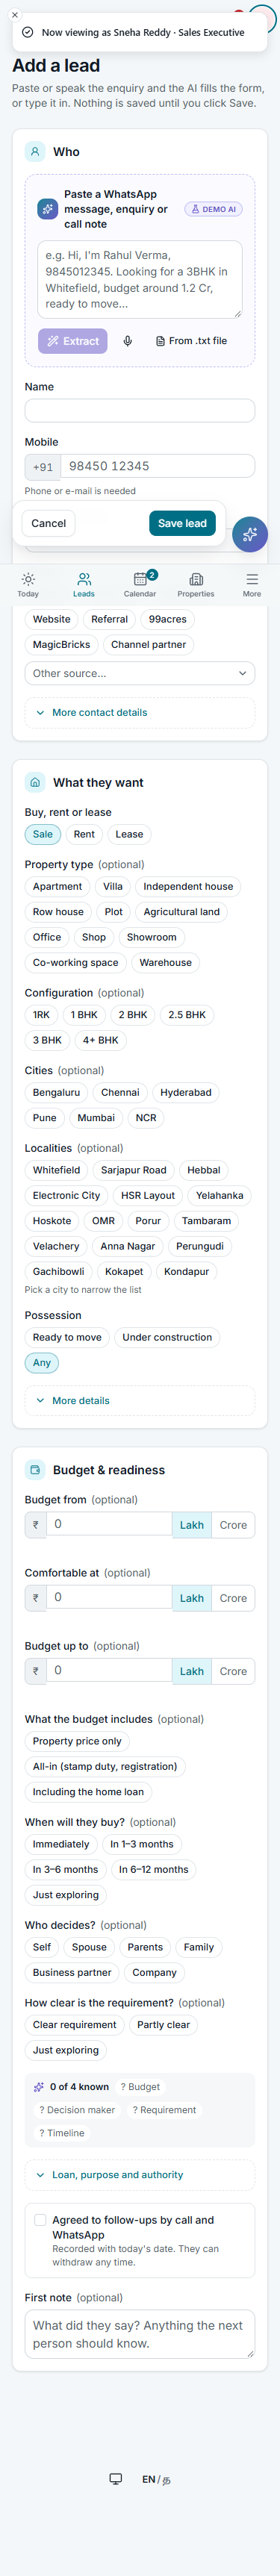 Now viewing as Sneha Reddy · Sales Executive
Add a lead
Paste or speak the enquiry and the AI fills the form,
or type it in. Nothing is saved until you click Save.
Who
Paste a WhatsApp
message, enquiry or
call note
DEMO AI
e.g. Hi, I'm Rahul Verma,
9845012345. Looking for a 3BHK in
Whitefield, budget around 1.2 Cr,
ready to move...
Extract
From .txt file
Name
Mobile
+91 98450 12345
Phone or e-mail is needed
Cancel Save lead
2
Today Leads Calendar Properties More
Website Referral 99acres
MagicBricks Channel partner
Other source...
More contact details
What they want
Buy, rent or lease
Sale Rent Lease
Property type (optional)
Apartment Villa Independent house
Row house Plot Agricultural land
Office Shop Showroom
Co-working space Warehouse
Configuration (optional)
1RK 1 BHK 2 BHK 2.5 BHK
3 BHK 4+ BHK
Cities (optional)
Bengaluru Chennai Hyderabad
Pune Mumbai NCR
Localities (optional)
Whitefield Sarjapur Road Hebbal
Electronic City HSR Layout Yelahanka
Hoskote OMR Porur Tambaram
Velachery Anna Nagar Perungudi
Gachibowli Kokapet Kondapur
Pick a city to narrow the list
Possession
Ready to move Under construction
Any
More details
Budget & readiness
Budget from (optional)
₹ 0 Lakh Crore
Comfortable at (optional)
₹ 0 Lakh Crore
Budget up to (optional)
₹ 0 Lakh Crore
What the budget includes (optional)
Property price only
All-in (stamp duty, registration)
Including the home loan
When will they buy? (optional)
Immediately In 1–3 months
In 3–6 months In 6–12 months
Just exploring
Who decides? (optional)
Self Spouse Parents Family
Business partner Company
How clear is the requirement? (optional)
Clear requirement Partly clear
Just exploring
0 of 4 known ? Budget
? Decision maker ? Requirement
? Timeline
Loan, purpose and authority
Agreed to follow-ups by call and
WhatsApp
Recorded with today's date. They can
withdraw any time.
First note (optional)
What did they say? Anything the next
person should know.
EN / த